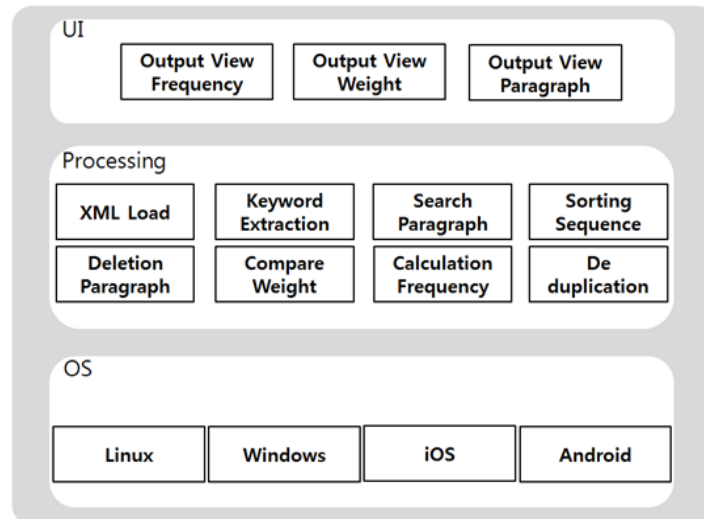 UI
Output View
Frequency
Output View
Weight
Output View
Paragraph
Processing
XML Load
Keyword
Extraction
Search
Paragraph
Sorting
Sequence
Deletion
Paragraph
Compare
Weight
Calculation
Frequency
De
duplication
OS
Linux
Windows
iOS
Android